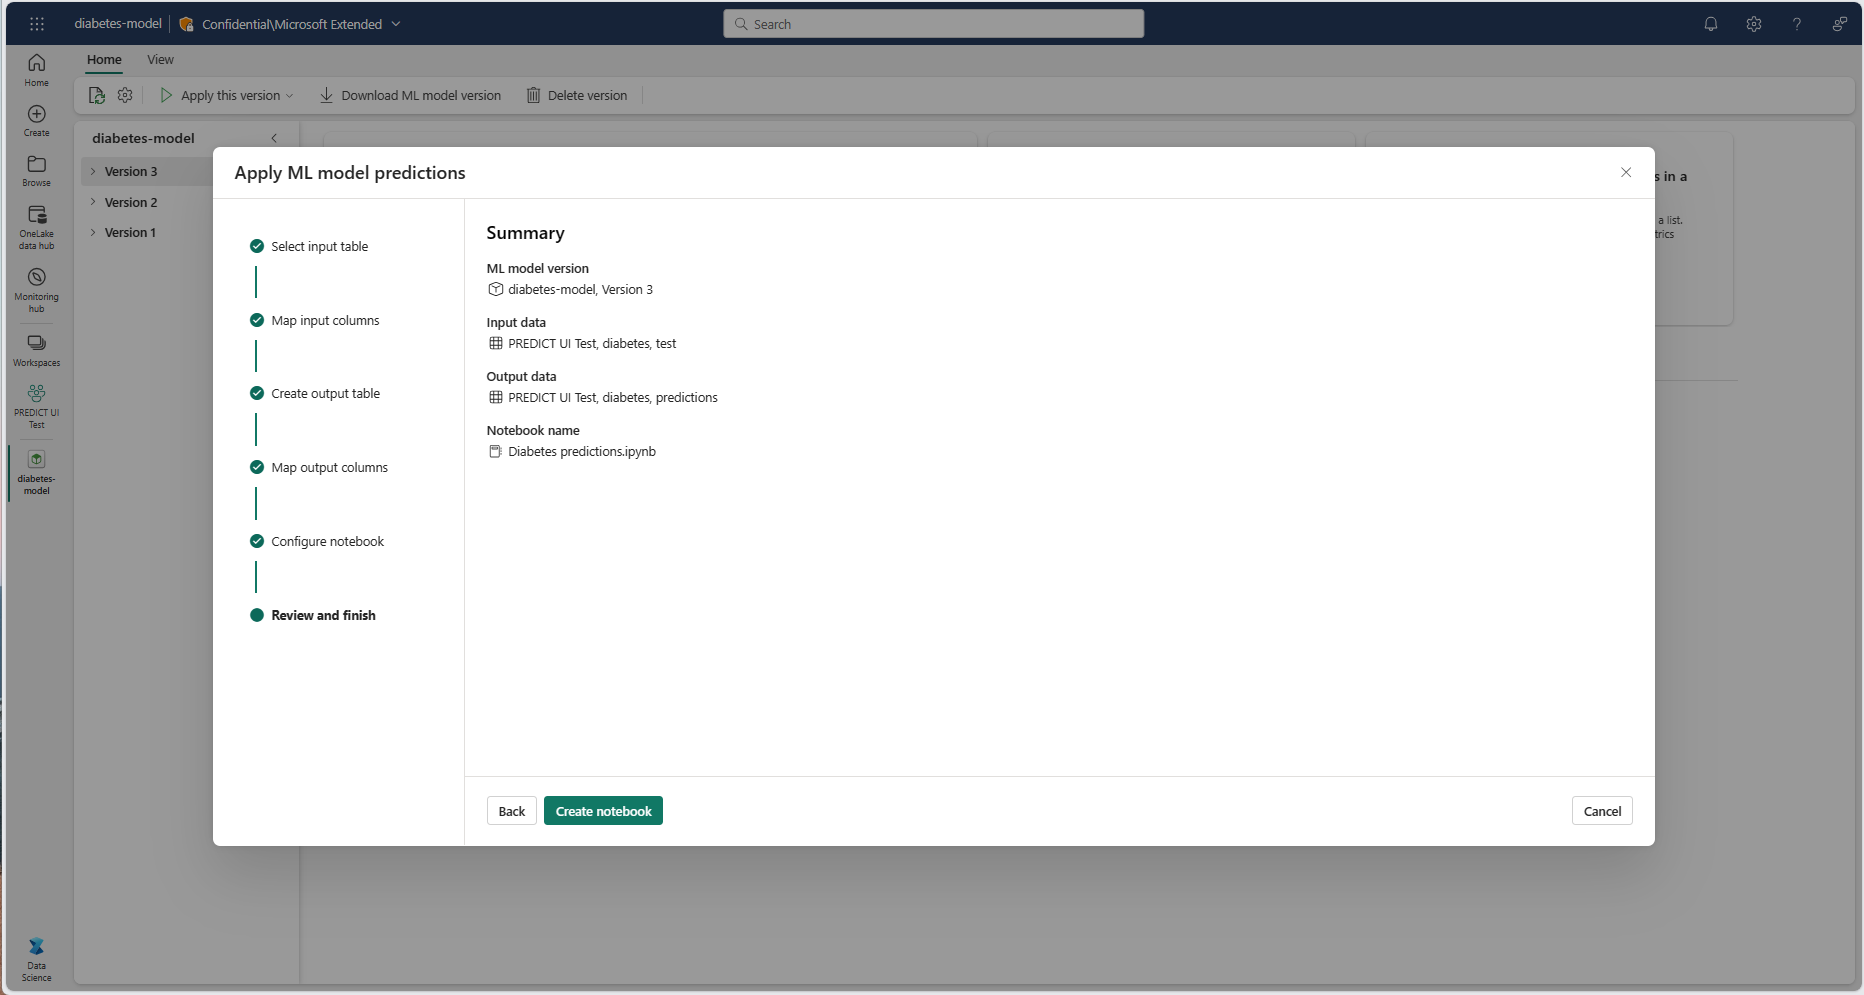 diabetes-model
Confidential\Microsoft Extended
Search
Home
View
Home
Create
Browse
OneLake
data hub
Monitoring
hub
Workspaces
PREDICT UI
Test
diabetes-
model
Data
Science
Apply this version
Download ML model version
Delete version
diabetes-model
Version 3
Version 2
Version 1
s in a
a list.
trics
Apply ML model predictions
Select input table
Map input columns
Create output table
Map output columns
Configure notebook
Review and finish
Summary
ML model version
diabetes-model, Version 3
Input data
PREDICT UI Test, diabetes, test
Output data
PREDICT UI Test, diabetes, predictions
Notebook name
Diabetes predictions.ipynb
Back
Create notebook
Cancel